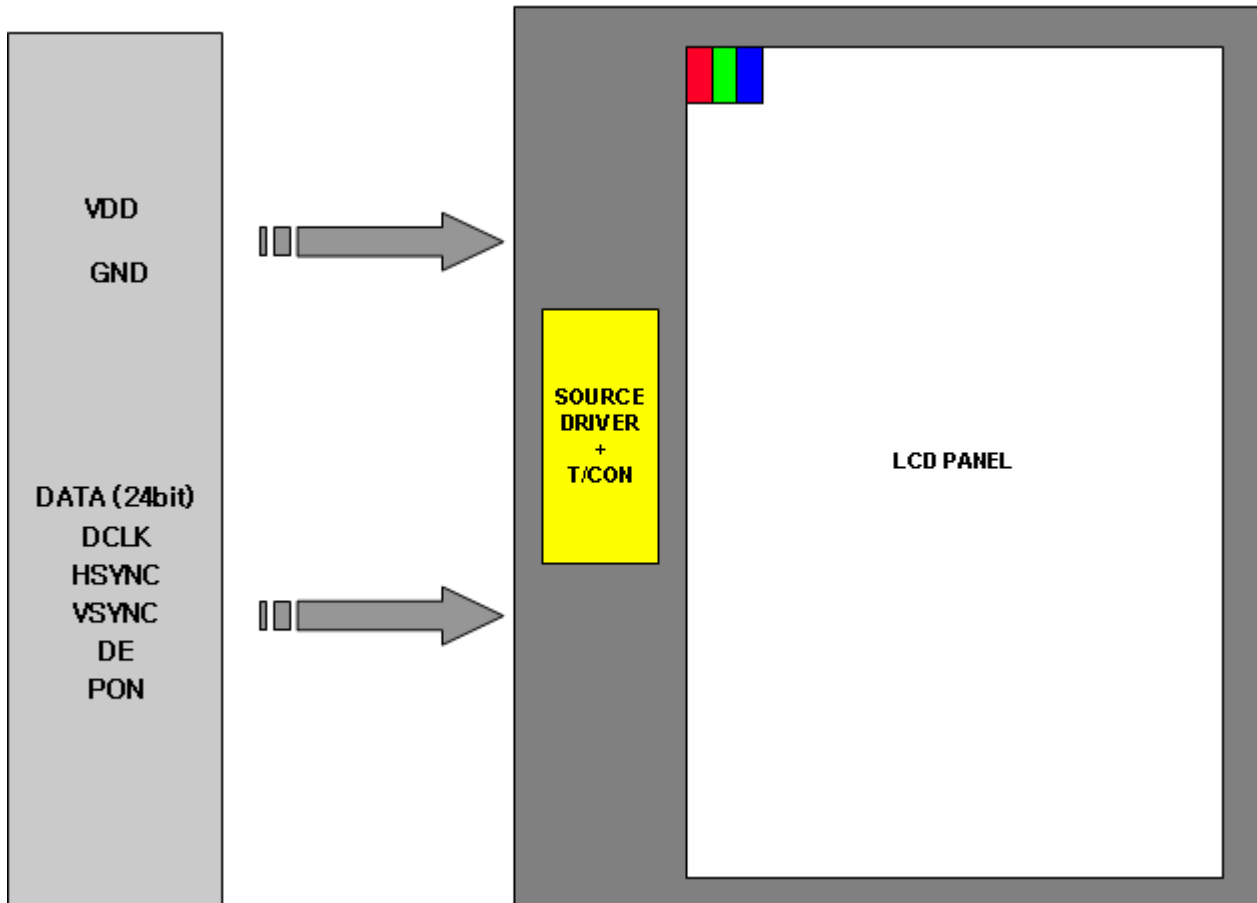 VDD
GND
DATA (24bit)
DCLK
HSYNC
VSYNC
DE
PON
SOURCE
DRIVER
+
T/CON
LCD PANEL